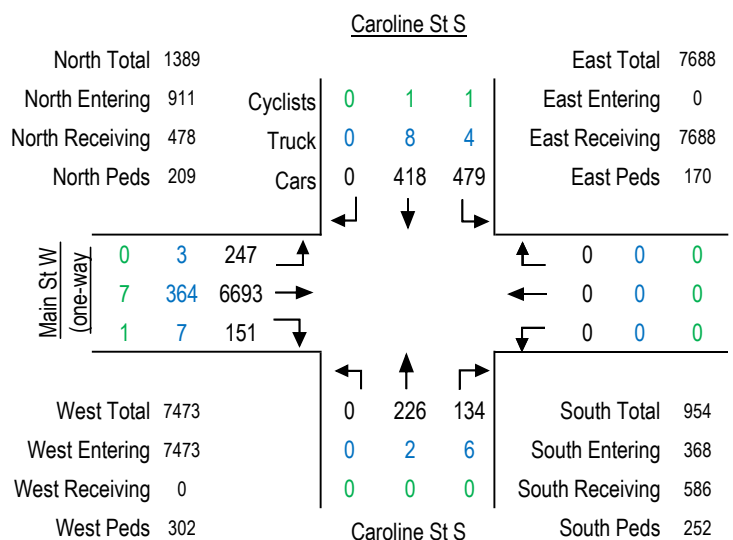 Caroline St S
North Total 1389
North Entering 911
North Receiving 478
North Peds 209
Cyclists 0 1 1
Truck 0 8 4
Cars 0 418 479
East Total 7688
East Entering 0
East Receiving 7688
East Peds 170
Main St W
(one-way)
0 3 247
7 364 6693
1 7 151
0 0 0
0 0 0
0 0 0
West Total 7473
West Entering 7473
West Receiving 0
West Peds 302
0 226 134
0 2 6
0 0 0
Caroline St S
South Total 954
South Entering 368
South Receiving 586
South Peds 252